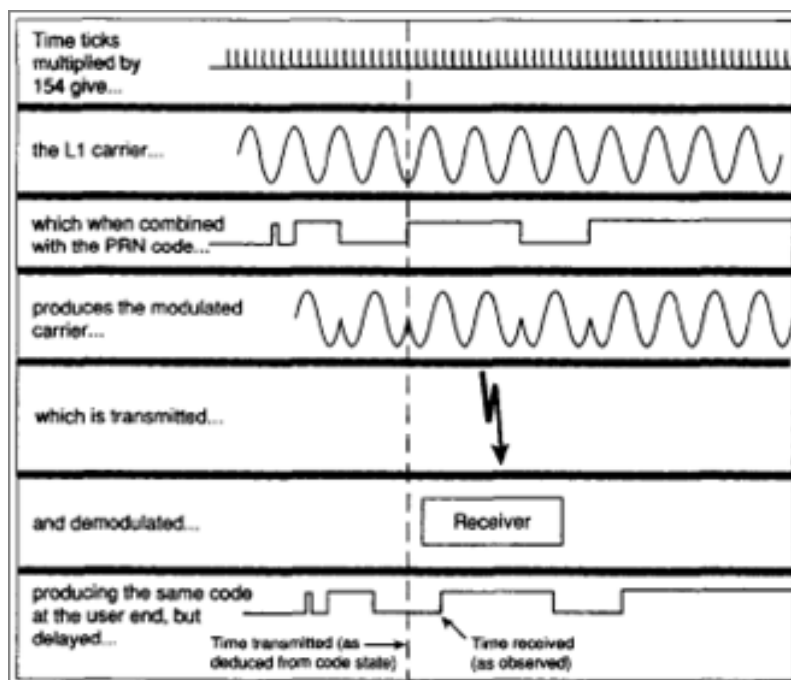 Time ticks
multiplied by
154 give...
the L1 carrier...
which when combined
with the PRN code...
produces the modulated
carrier...
which is transmitted...
and demodulated...
Receiver
producing the same code
at the user end, but
delayed...
Time transmitted (as
deduced from code state)
Time received
(as observed)